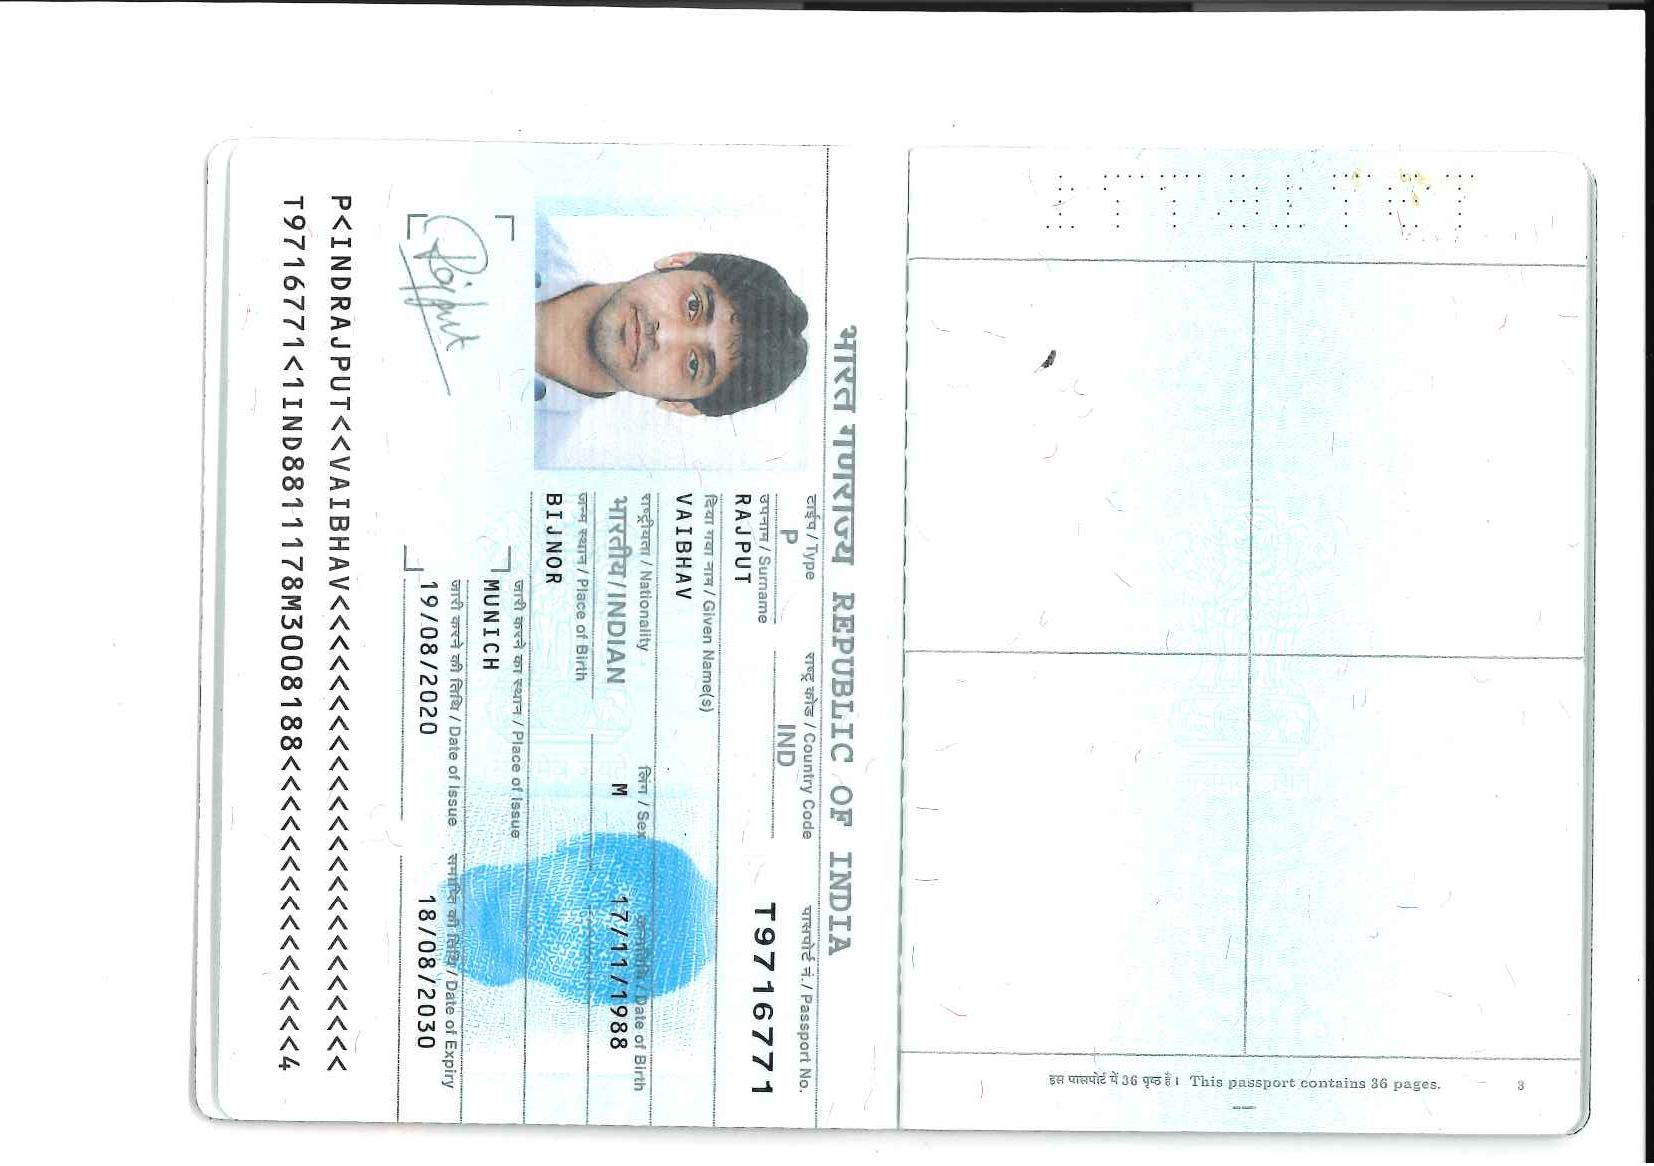 भारत गणराज्य REPUBLIC OF INDIA
टाईप / Type
राष्ट्र कोड / Country Code
पासपोर्ट नं. / Passport No.
P
IND
T9716771
उपनाम / Surname
RAJPUT
दिया गया नाम / Given Name(s)
VAIBHAV
राष्ट्रीयता / Nationality
लिंग / Sex
/ Date of Birth
भारतीय / INDIAN
M
17/11/1988
जन्म स्थान / Place of Birth
BIJNOR
जारी करने का स्थान / Place of Issue
MUNICH
जारी करने की तिथि / Date of Issue
समाप्ति की तिथि / Date of Expiry
19/08/2020
18/08/2030
Rajput
P<INDRAJPUT<<VAIBHAV<<<<<<<<<<<<<<<<<<<<<<<<
T9716771<1IND8811178M3008188<<<<<<<<<<<<<<<4
इस पासपोर्ट में 36 पृष्ठ है। This passport contains 36 pages.
3